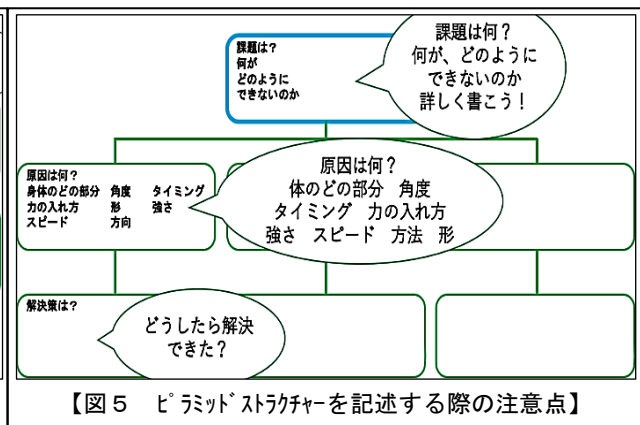 課題は？
何が
どのように
できないのか
課題は何？
何が、どのように
できないのか
詳しく書こう！
原因は何？
身体のどの部分　角度　タイミング
力の入れ方　形　強さ
スピード　方向
原因は何？
体のどの部分　角度
タイミング　力の入れ方
強さ　スピード　方法　形
解決策は？
どうしたら解決
できた？
【図５　ﾋﾟﾗﾐｯﾄﾞｽﾄﾗｸﾁｬｰを記述する際の注意点】